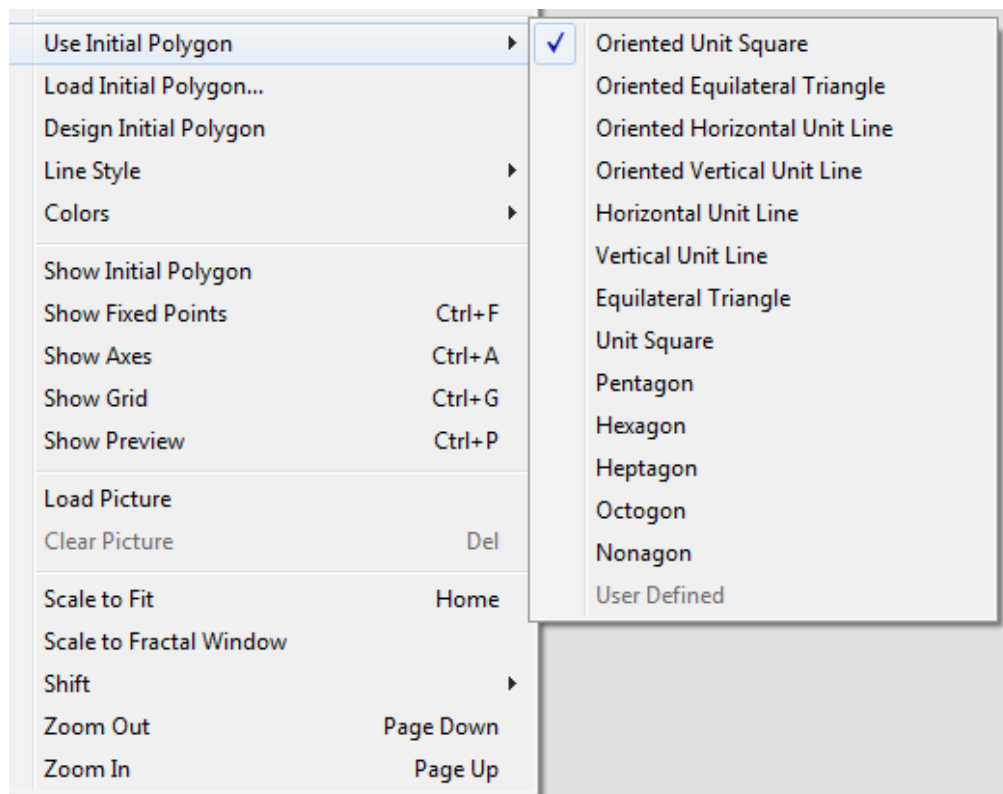 Use Initial Polygon
Load Initial Polygon...
Design Initial Polygon
Line Style
Colors
Show Initial Polygon
Show Fixed Points Ctrl+F
Show Axes Ctrl+A
Show Grid Ctrl+G
Show Preview Ctrl+P
Load Picture
Clear Picture Del
Scale to Fit Home
Scale to Fractal Window
Shift
Zoom Out Page Down
Zoom In Page Up
Oriented Unit Square
Oriented Equilateral Triangle
Oriented Horizontal Unit Line
Oriented Vertical Unit Line
Horizontal Unit Line
Vertical Unit Line
Equilateral Triangle
Unit Square
Pentagon
Hexagon
Heptagon
Octogon
Nonagon
User Defined